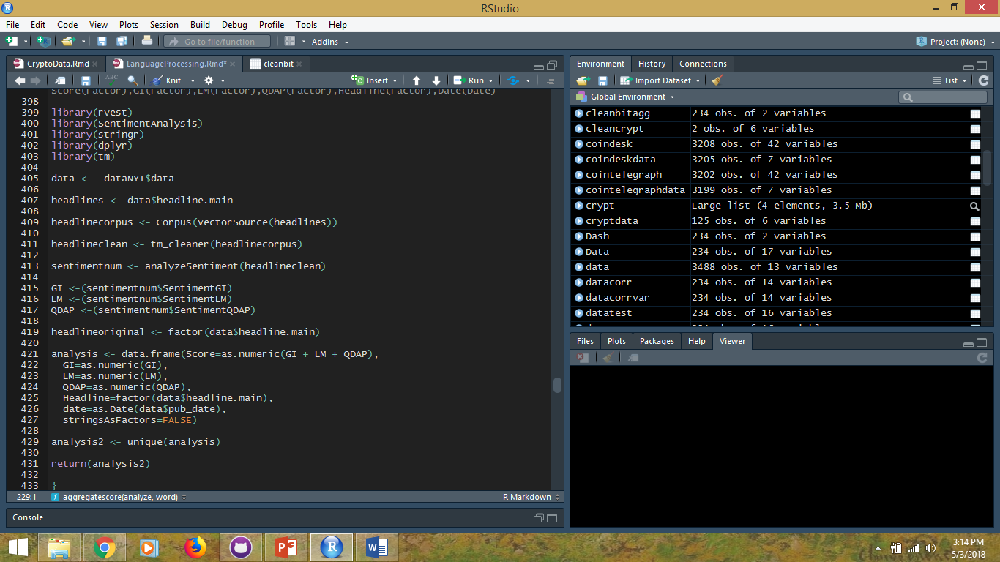 RStudio
File Edit Code View Plots Session Build Debug Profile Tools Help
Go to file/function Addins Project: (None)
CryptoData.Rmd LanguageProcessing.Rmd* cleanbit
ABC Knit Insert Run
Score(Factor),GI(Factor),LM(Factor),QDAP(Factor),Headline(Factor),Date(Date)
398
399 library(rvest)
400 library(SentimentAnalysis)
401 library(stringr)
402 library(dplyr)
403 library(tm)
404
405 data <-  dataNYT$data
406
407 headlines <- data$headline.main
408
409 headlinecorpus <- Corpus(VectorSource(headlines))
410
411 headlineclean <- tm_cleaner(headlinecorpus)
412
413 sentimentnum <- analyzeSentiment(headlineclean)
414
415 GI <-(sentimentnum$SentimentGI)
416 LM <-(sentimentnum$SentimentLM)
417 QDAP <-(sentimentnum$SentimentQDAP)
418
419 headlineoriginal <- factor(data$headline.main)
420
421 analysis <- data.frame(Score=as.numeric(GI + LM + QDAP),
422   GI=as.numeric(GI),
423   LM=as.numeric(LM),
424   QDAP=as.numeric(QDAP),
425   Headline=factor(data$headline.main),
426   date=as.Date(data$pub_date),
427   stringsAsFactors=FALSE)
428
429 analysis2 <- unique(analysis)
430
431 return(analysis2)
432
433 }
229:1 aggregatescore(analyze, word) R Markdown
Console
Environment History Connections
Import Dataset List
Global Environment
cleanbitagg 234 obs. of 2 variables
cleancrypt 2 obs. of 6 variables
coindesk 3208 obs. of 42 variables
coindeskdata 3205 obs. of 7 variables
cointelegraph 3202 obs. of 42 variables
cointelegraphdata 3199 obs. of 7 variables
crypt Large list (4 elements, 3.5 Mb)
cryptdata 125 obs. of 6 variables
Dash 234 obs. of 2 variables
Data 234 obs. of 17 variables
data 3488 obs. of 13 variables
datacorr 234 obs. of 14 variables
datacorrvar 234 obs. of 14 variables
datatest 234 obs. of 16 variables
Files Plots Packages Help Viewer
3:14 PM
5/3/2018